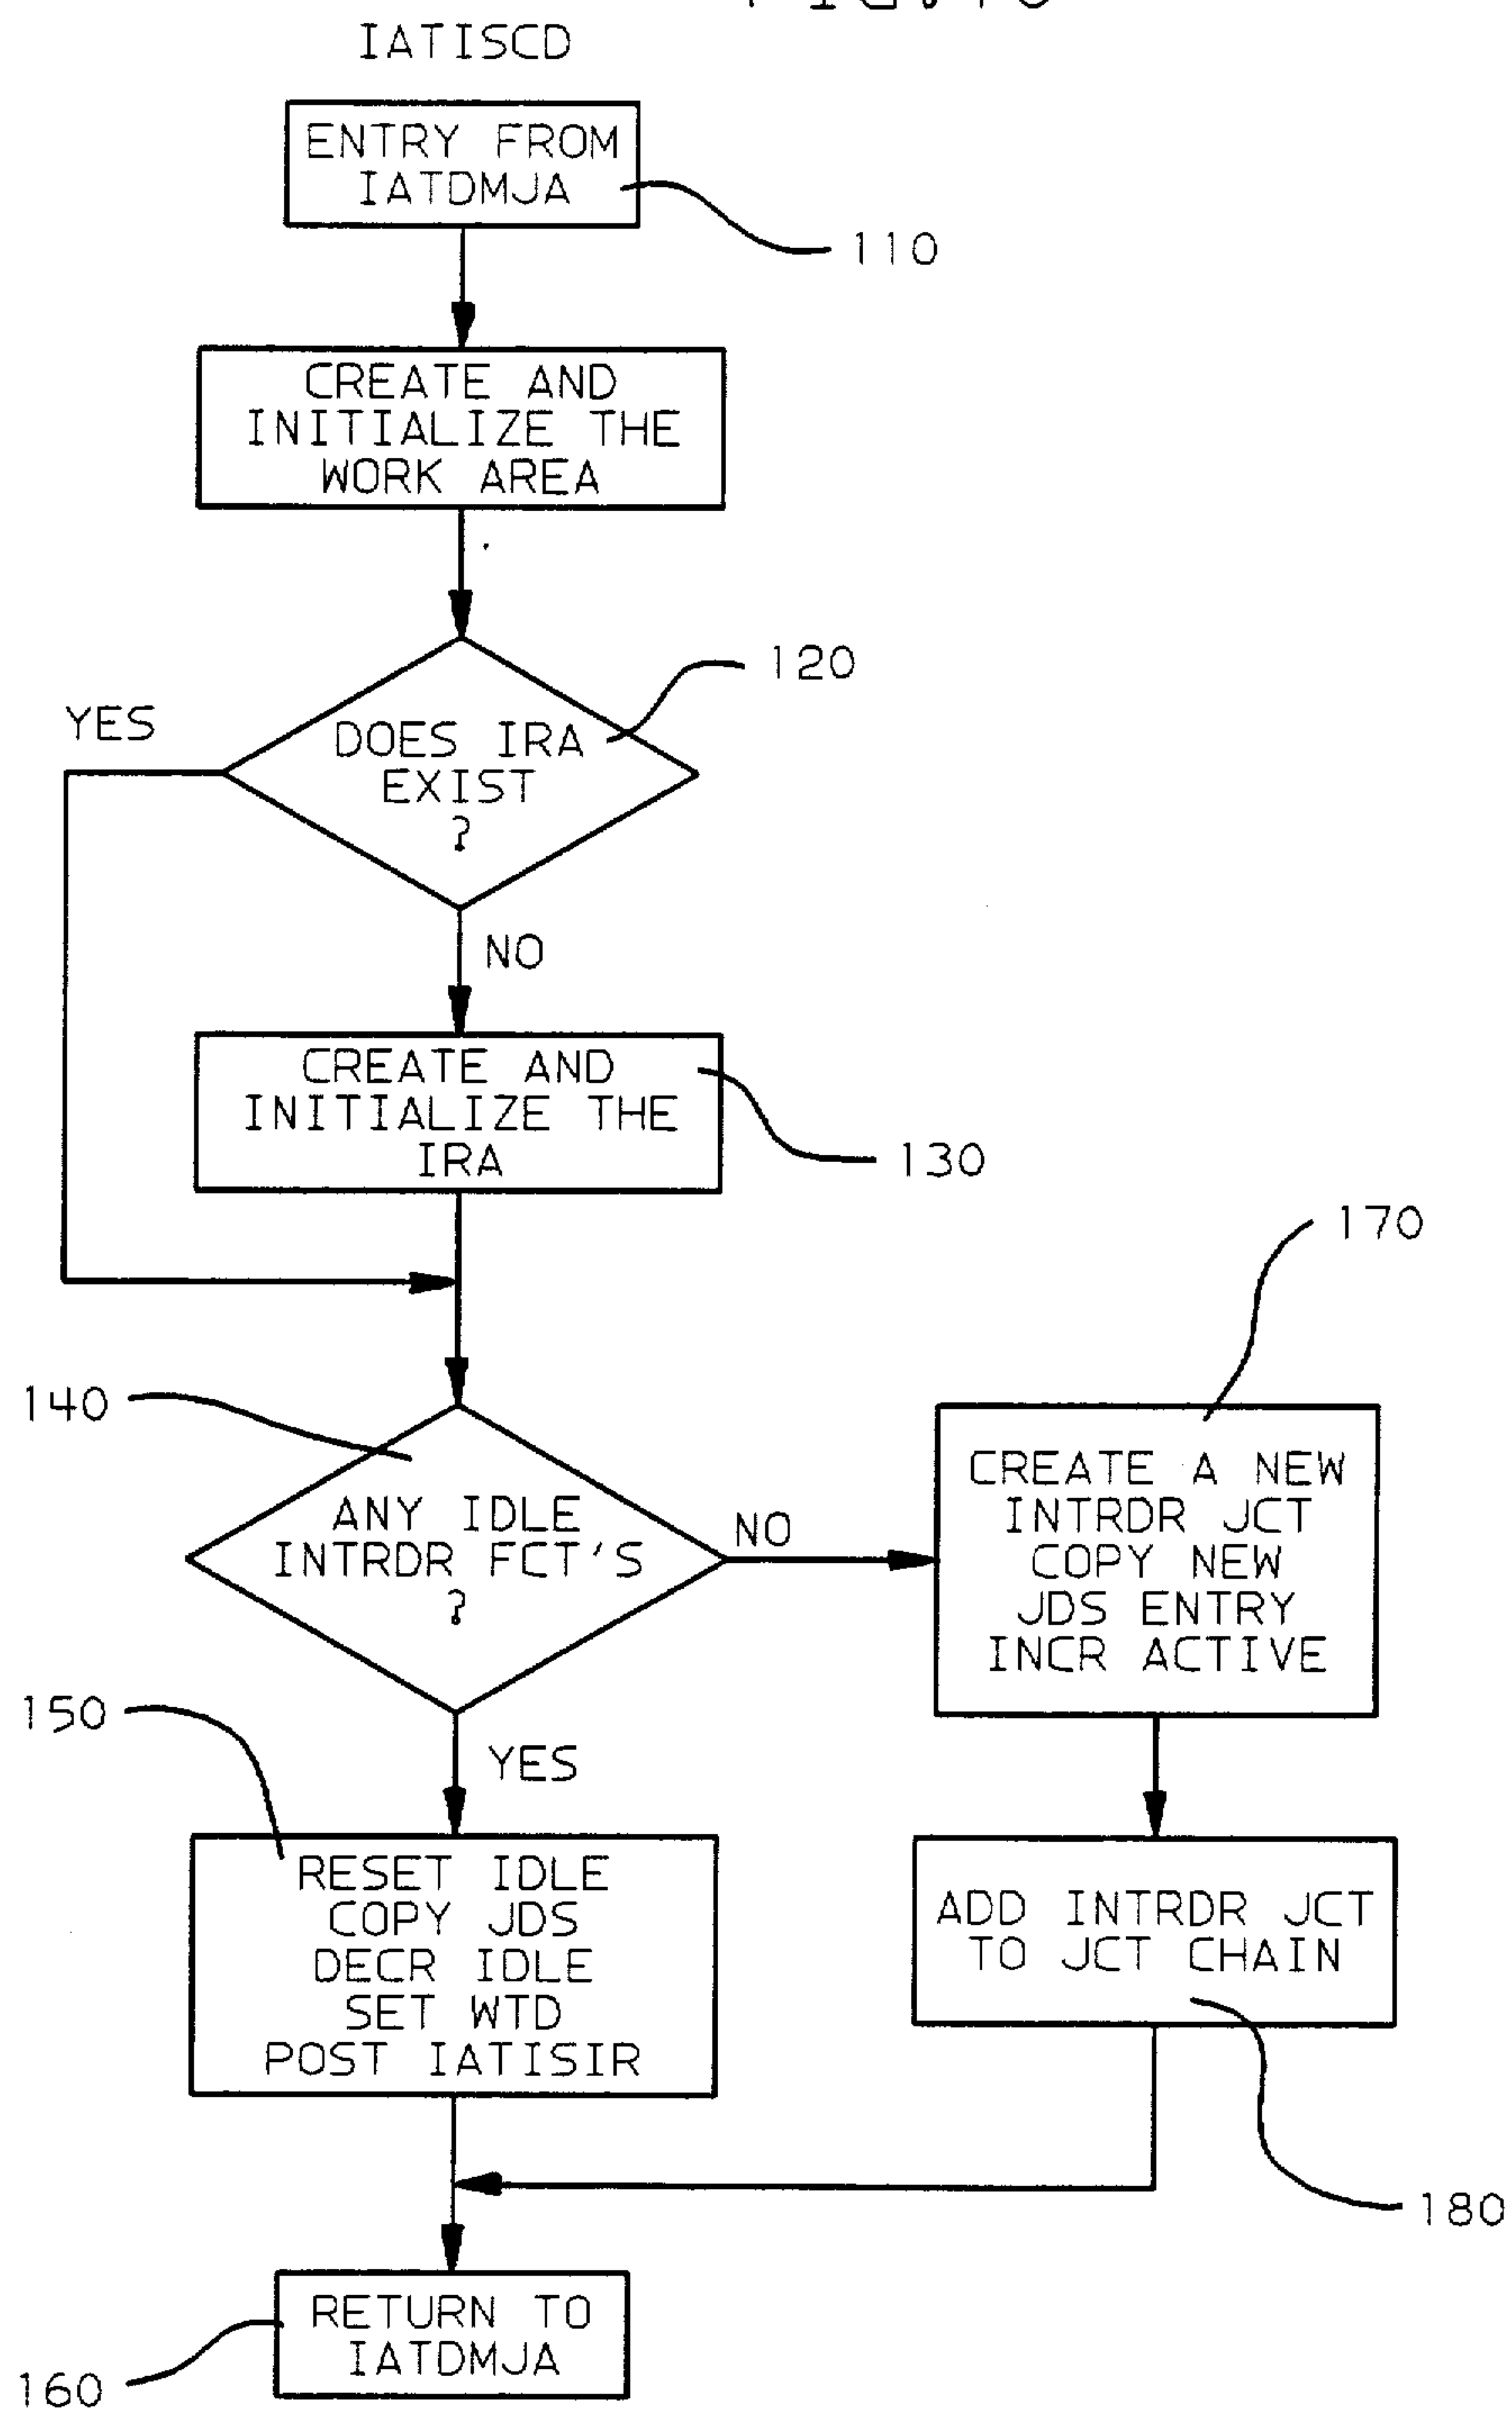 IATISCD
ENTRY FROM
IATDMJA
110
CREATE AND
INITIALIZE THE
WORK AREA
120
YES
DOES IRA
EXIST
?
NO
CREATE AND
INITIALIZE THE
IRA
130
170
140
ANY IDLE
INTRDR FCT'S
?
NO
CREATE A NEW
INTRDR JCT
COPY NEW
JDS ENTRY
INCR ACTIVE
150
YES
RESET IDLE
COPY JDS
DECR IDLE
SET WTD
POST IATISIR
ADD INTRDR JCT
TO JCT CHAIN
180
RETURN TO
IATDMJA
160